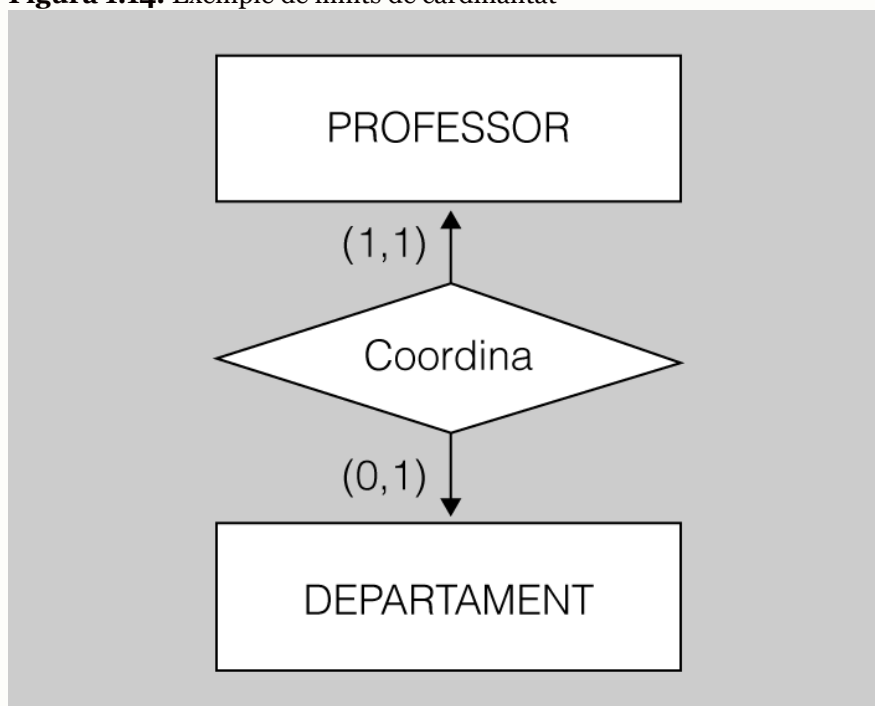 Figura 1.14. Exemple de límits de cardinalitat
PROFESSOR
(1,1)
Coordina
(0,1)
DEPARTAMENT